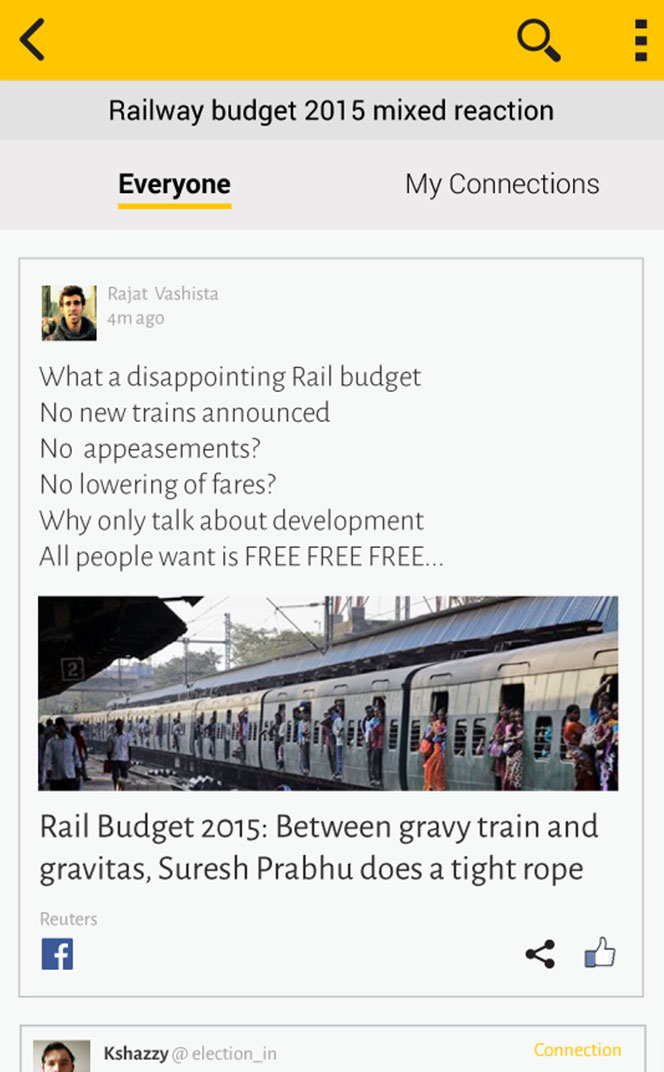 Railway budget 2015 mixed reaction
Everyone
My Connections
Rajat Vashista
4m ago
What a disappointing Rail budget
No new trains announced
No appeasements?
No lowering of fares?
Why only talk about development
All people want is FREE FREE FREE...
2
Rail Budget 2015: Between gravy train and
gravitas, Suresh Prabhu does a tight rope
Reuters
f
Kshazzy @ election_in
Connection